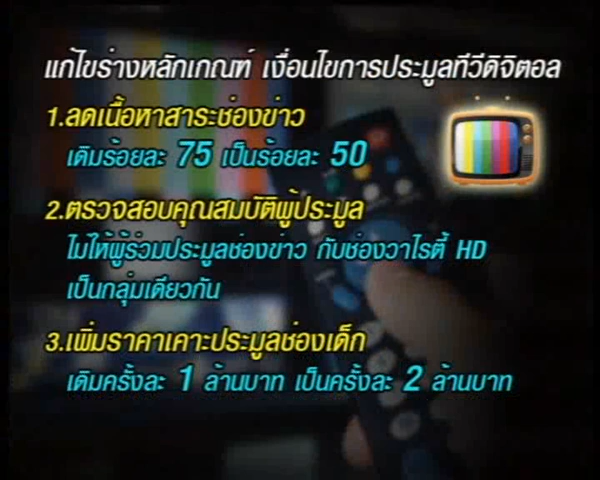 แก้ไขร่างหลักเกณฑ์ เงื่อนไขการประมูลทีวีดิจิตอล
1.ลดเนื้อหาสาระช่องข่าว
เดิมร้อยละ 75 เป็นร้อยละ 50
2.ตรวจสอบคุณสมบัติผู้ประมูล
ไม่ให้ผู้ร่วมประมูลช่องข่าว กับช่องวาไรตี้ HD
เป็นกลุ่มเดียวกัน
3.เพิ่มราคาเคาะประมูลช่องเด็ก
เดิมครั้งละ 1 ล้านบาท เป็นครั้งละ 2 ล้านบาท